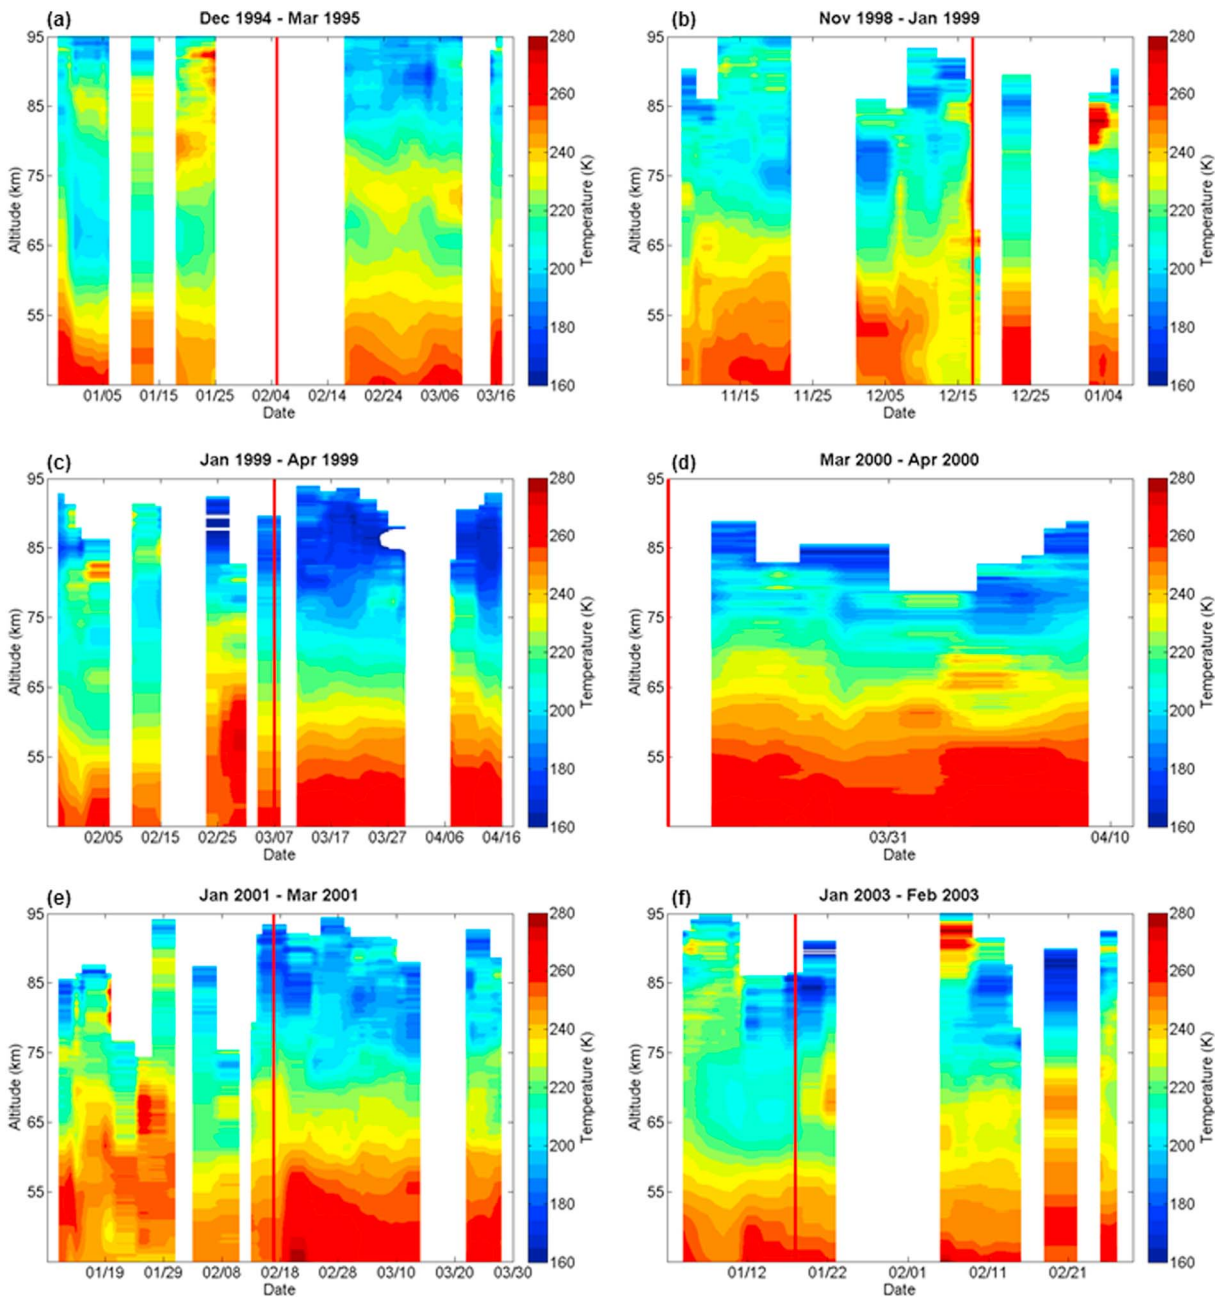 (a) Dec 1994 - Mar 1995
95
85
75
65
55
Altitude (km)
01/05 01/15 01/25 02/04 02/14 02/24 03/06 03/16
Date
280
260
240
220
200
180
160
Temperature (K)
(b) Nov 1998 - Jan 1999
95
85
75
65
55
Altitude (km)
11/15 11/25 12/05 12/15 12/25 01/04
Date
280
260
240
220
200
180
160
Temperature (K)
(c) Jan 1999 - Apr 1999
95
85
75
65
55
Altitude (km)
02/05 02/15 02/25 03/07 03/17 03/27 04/06 04/16
Date
280
260
240
220
200
180
160
Temperature (K)
(d) Mar 2000 - Apr 2000
95
85
75
65
55
Altitude (km)
03/31 04/10
Date
280
260
240
220
200
180
160
Temperature (K)
(e) Jan 2001 - Mar 2001
95
85
75
65
55
Altitude (km)
01/19 01/29 02/08 02/18 02/28 03/10 03/20 03/30
Date
280
260
240
220
200
180
160
Temperature (K)
(f) Jan 2003 - Feb 2003
95
85
75
65
55
Altitude (km)
01/12 01/22 02/01 02/11 02/21
Date
280
260
240
220
200
180
160
Temperature (K)